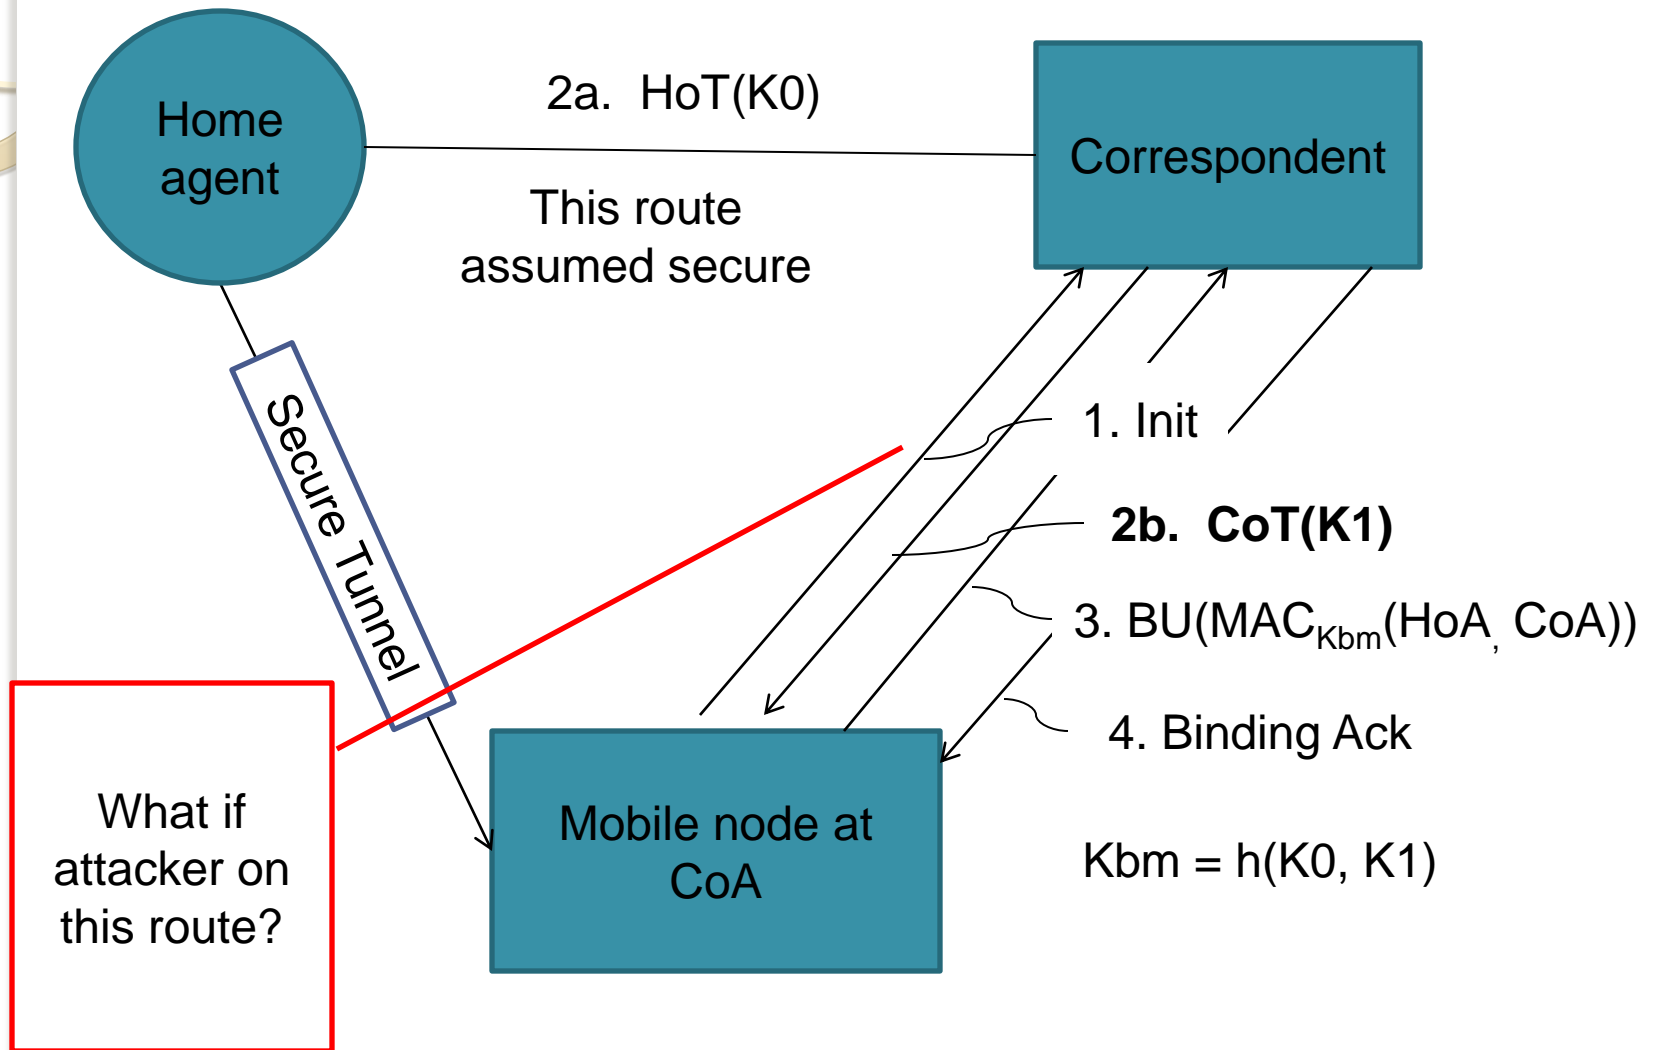 Home
agent
2a.  HoT(K0)
This route
assumed secure
Correspondent
Secure Tunnel
1. Init
2b.  CoT(K1)
3. BU(MAC_Kbm(HoA, CoA))
4. Binding Ack
Kbm = h(K0, K1)
Mobile node at
CoA
What if
attacker on
this route?